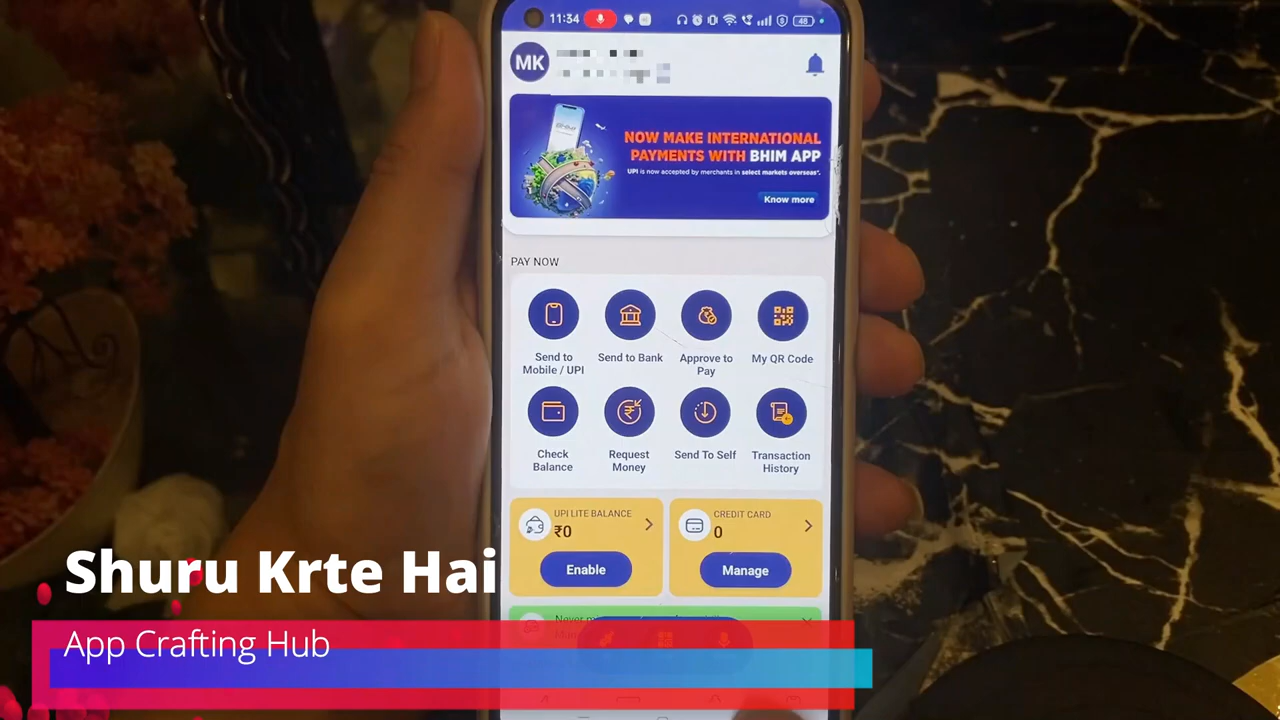 11:34
48
MK
NOW MAKE INTERNATIONAL
PAYMENTS WITH BHIM APP
UPI is now accepted by merchants in select markets overseas*.
Know more
PAY NOW
Send to
Mobile / UPI
Send to Bank
Approve to
Pay
My QR Code
Check
Balance
Request
Money
Send To Self
Transaction
History
UPI LITE BALANCE
₹0
Enable
CREDIT CARD
0
Manage
Never
Shuru Krte Hai
App Crafting Hub